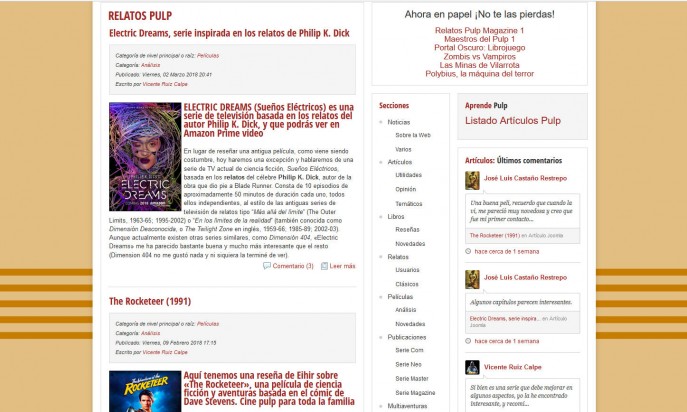 RELATOS PULP
Electric Dreams, serie inspirada en los relatos de Philip K. Dick
Categoría de nivel principal o raíz: Películas
Categoría: Análisis
Publicado: Viernes, 02 Marzo 2018 20:41
Escrito por Vicente Ruiz Calpe
ELECTRIC DREAMS
ELECTRIC DREAMS (Sueños Eléctricos) es una
serie de televisión basada en los relatos del
autor Philip K. Dick, y que podrás ver en
Amazon Prime video
En lugar de reseñar una antigua película, como viene siendo
costumbre, hoy haremos una excepción y hablaremos de una
serie de TV actual de ciencia ficción, Sueños Eléctricos,
basada en los relatos del célebre Philip K. Dick, autor de la
obra que dio pie a Blade Runner. Consta de 10 episodios de
aproximadamente 50 minutos de duración cada uno, todos
ellos independientes, al estilo de las antiguas series de
televisión de relatos tipo "Más allá del límite" (The Outer
Limits, 1963-65; 1995-2002) o "En los límites de la realidad" (también conocida como
Dimensión Desconocida, o The Twilight Zone en inglés, 1959-66; 1985-89; 2002-03)
Aunque actualmente existen otras series similares, como Dimensión 404, «Electric
Dreams» me ha parecido bastante buena y mucho más interesante que el resto.
(Dimension 404 no me gustó nada y ni siquiera la terminé de ver).
Comentario (3) Leer más
The Rocketeer (1991)
Categoría de nivel principal o raíz: Películas
Categoría: Análisis
Publicado: Viernes, 09 Febrero 2018 17:15
Escrito por Vicente Ruiz Calpe
ROCKETEER
Aquí tenemos una reseña de Eihir sobre
«The Rocketeer», una película de ciencia
ficción y aventuras basada en el cómic de
Dave Stevens. Cine pulp para toda la familia
Ahora en papel ¡No te las pierdas!
Relatos Pulp Magazine 1
Maestros del Pulp 1
Portal Oscuro: Librojuego
Zombis vs Vampiros
Las Minas de Vilarrota
Polybius, la máquina del terror
Secciones
Noticias
Sobre la Web
Varios
Artículos
Utilidades
Opinión
Temáticos
Libros
Reseñas
Novedades
Relatos
Usuarios
Clásicos
Películas
Análisis
Novedades
Publicaciones
Serie Com
Serie Neo
Serie Master
Serie Magazine
Multiaventuras
Aprende Pulp
Listado Artículos Pulp
Artículos: Últimos comentarios
José Luis Castaño Restrepo
Una buena peli, recuerdo que cuando la
vi, me pareció muy novedosa y creo que
fue mi primer contacto...
The Rocketeer (1991) en Artículo Joomla
hace cerca de 1 semana
José Luis Castaño Restrepo
Algunos capítulos parecen interesantes.
Electric Dreams, serie inspira... en Artículo
Joomla
hace cerca de 1 semana
Vicente Ruiz Calpe
Si bien es una serie que debe mejorar en
algunos aspectos, yo la he encontrado
interesante, y recomi...